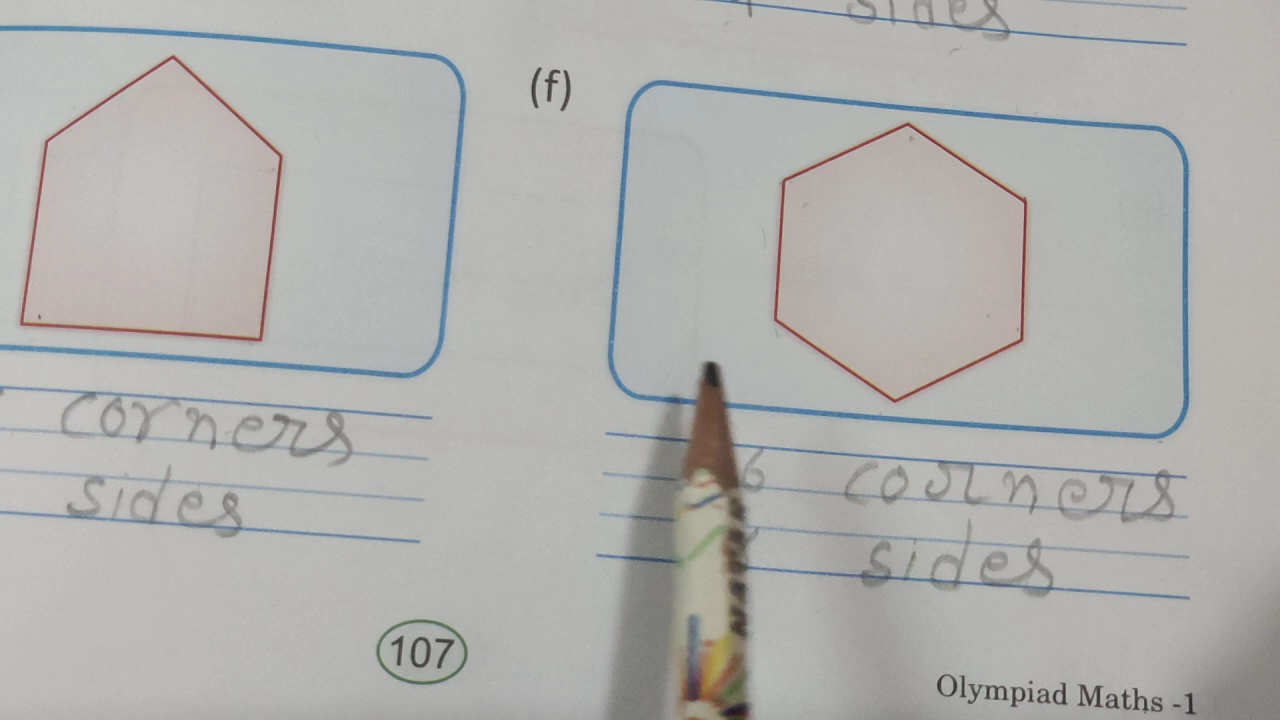 sides
(f)
corners
sides
6 corners
sides
107
Olympiad Maths -1